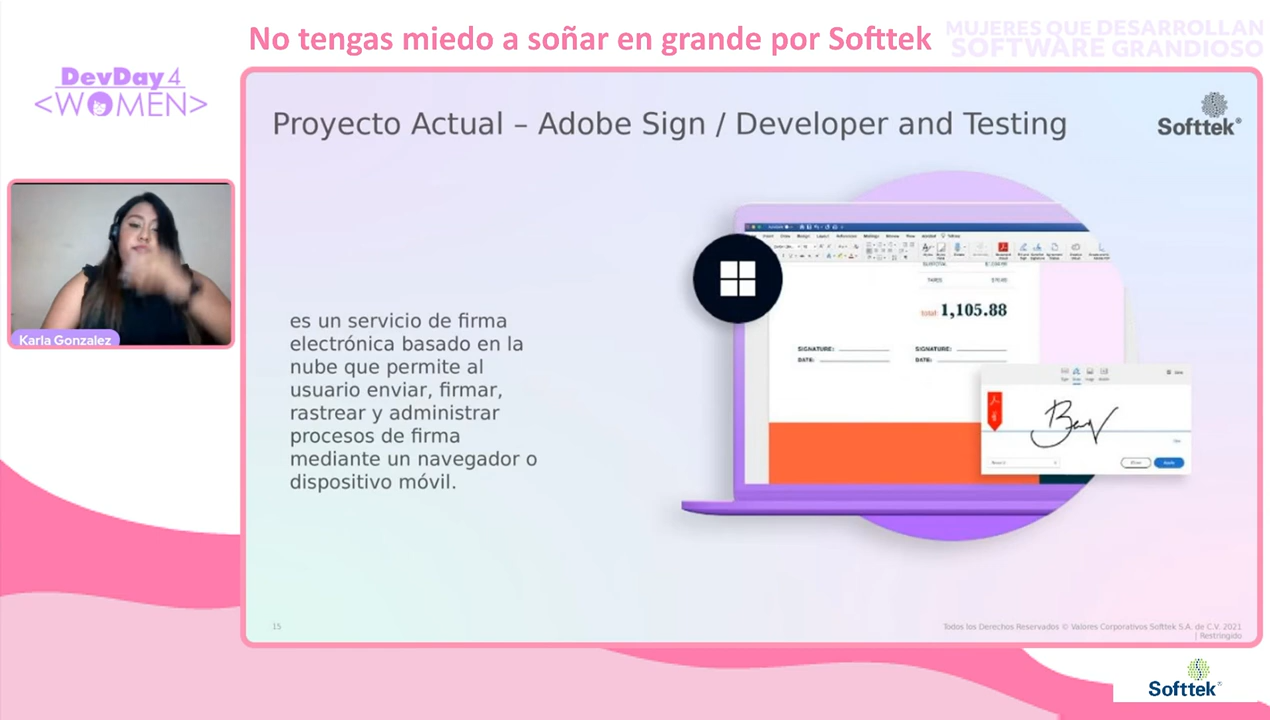 No tengas miedo a soñar en grande por Softtek
MUJERES QUE DESARROLLAN
SOFTWARE GRANDIOSO
DevDay4
<WOMEN>
Proyecto Actual – Adobe Sign / Developer and Testing
Softtek®
Karla Gonzalez
es un servicio de firma
electrónica basado en la
nube que permite al
usuario enviar, firmar,
rastrear y administrar
procesos de firma
mediante un navegador o
dispositivo móvil.
SUBTOTAL
TAXES
total: 1,105.88
SIGNATURE: SIGNATURE:
DATE: DATE:
Apply
15
Todos los Derechos Reservados © Valores Corporativos Softtek S.A. de C.V. 2021
| Restringido
Softtek